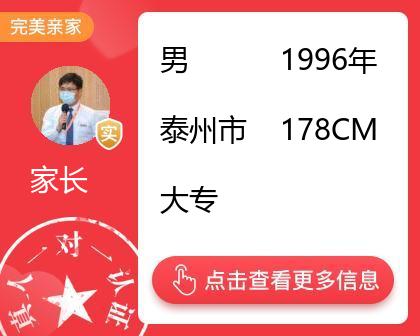 完美亲家
男 1996年
泰州市 178CM
大专
实
家长
点击查看更多信息
真人一对一认证